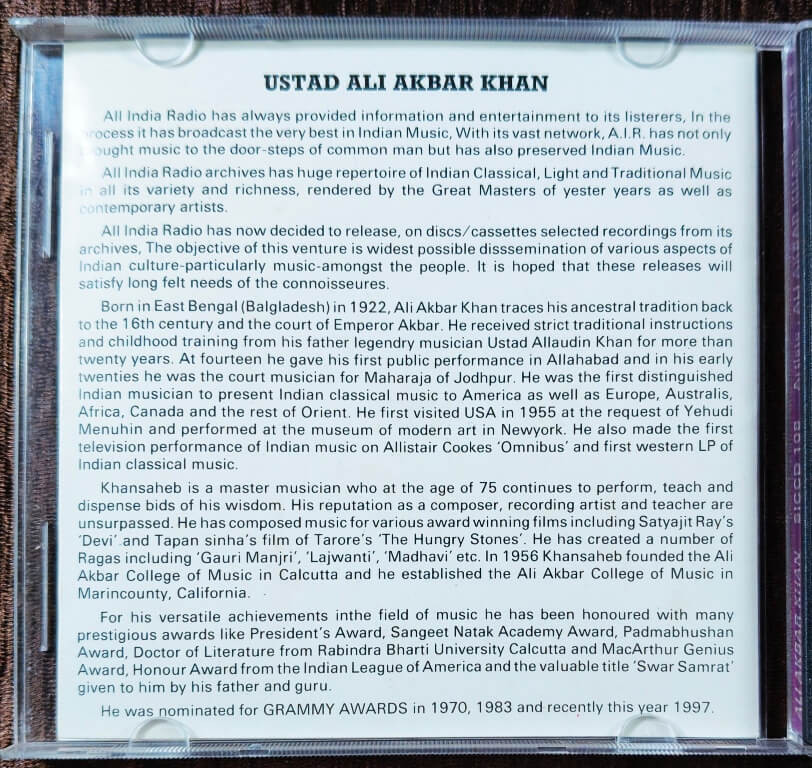 USTAD ALI AKBAR KHAN
All India Radio has always provided information and entertainment to its listerers, In the
process it has broadcast the very best in Indian Music, With its vast network, A.I.R. has not only
ought music to the door-steps of common man but has also preserved Indian Music.
All India Radio archives has huge repertoire of Indian Classical, Light and Traditional Music
in all its variety and richness, rendered by the Great Masters of yester years as well as
contemporary artists.
All India Radio has now decided to release, on discs/cassettes selected recordings from its
archives, The objective of this venture is widest possible disssemination of various aspects of
Indian culture-particularly music-amongst the people. It is hoped that these releases will
satisfy long felt needs of the connoisseures.
Born in East Bengal (Balgladesh) in 1922, Ali Akbar Khan traces his ancestral tradition back
to the 16th century and the court of Emperor Akbar. He received strict traditional instructions
and childhood training from his father legendry musician Ustad Allaudin Khan for more than
twenty years. At fourteen he gave his first public performance in Allahabad and in his early
twenties he was the court musician for Maharaja of Jodhpur. He was the first distinguished
Indian musician to present Indian classical music to America as well as Europe, Australis,
Africa, Canada and the rest of Orient. He first visited USA in 1955 at the request of Yehudi
Menuhin and performed at the museum of modern art in Newyork. He also made the first
television performance of Indian music on Allistair Cookes 'Omnibus' and first western LP of
Indian classical music.
Khansaheb is a master musician who at the age of 75 continues to perform, teach and
dispense bids of his wisdom. His reputation as a composer, recording artist and teacher are
unsurpassed. He has composed music for various award winning films including Satyajit Ray's
'Devi' and Tapan sinha's film of Tarore's 'The Hungry Stones'. He has created a number of
Ragas including 'Gauri Manjri', 'Lajwanti', 'Madhavi' etc. In 1956 Khansaheb founded the Ali
Akbar College of Music in Calcutta and he established the Ali Akbar College of Music in
Marincounty, California.
For his versatile achievements inthe field of music he has been honoured with many
prestigious awards like President's Award, Sangeet Natak Academy Award, Padmabhushan
Award, Doctor of Literature from Rabindra Bharti University Calcutta and MacArthur Genius
Award, Honour Award from the Indian League of America and the valuable title 'Swar Samrat'
given to him by his father and guru.
He was nominated for GRAMMY AWARDS in 1970, 1983 and recently this year 1997.
ALI AKBAR KHAN